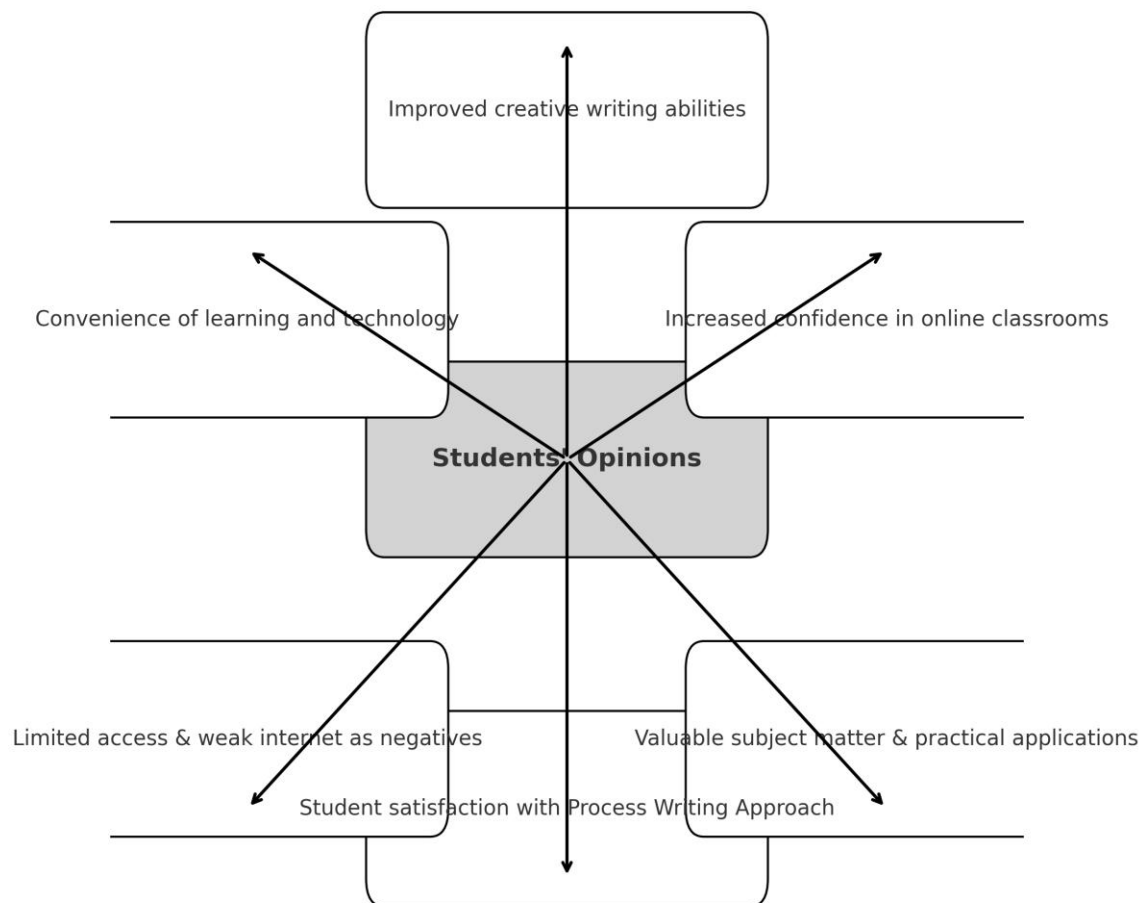 Improved creative writing abilities
Convenience of learning and technology
Increased confidence in online classrooms
Students' Opinions
Limited access & weak internet as negatives
Valuable subject matter & practical applications
Student satisfaction with Process Writing Approach